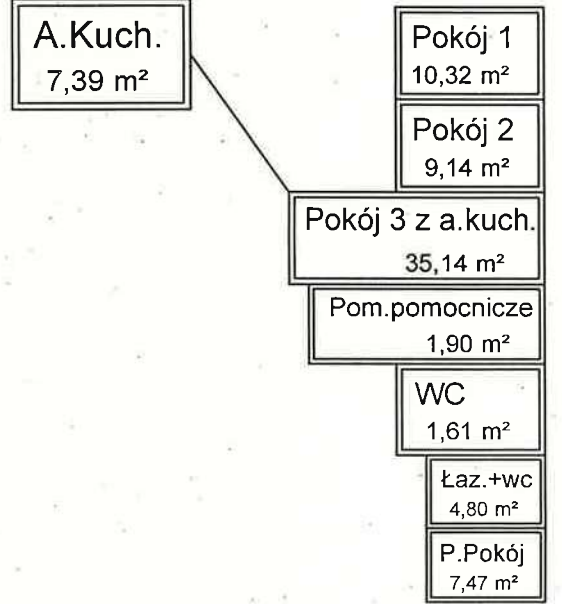 A.Kuch.
7,39 m²
Pokój 1
10,32 m²
Pokój 2
9,14 m²
Pokój 3 z a.kuch.
35,14 m²
Pom.pomocnicze
1,90 m²
WC
1,61 m²
Łaz.+wc
4,80 m²
P.Pokój
7,47 m²